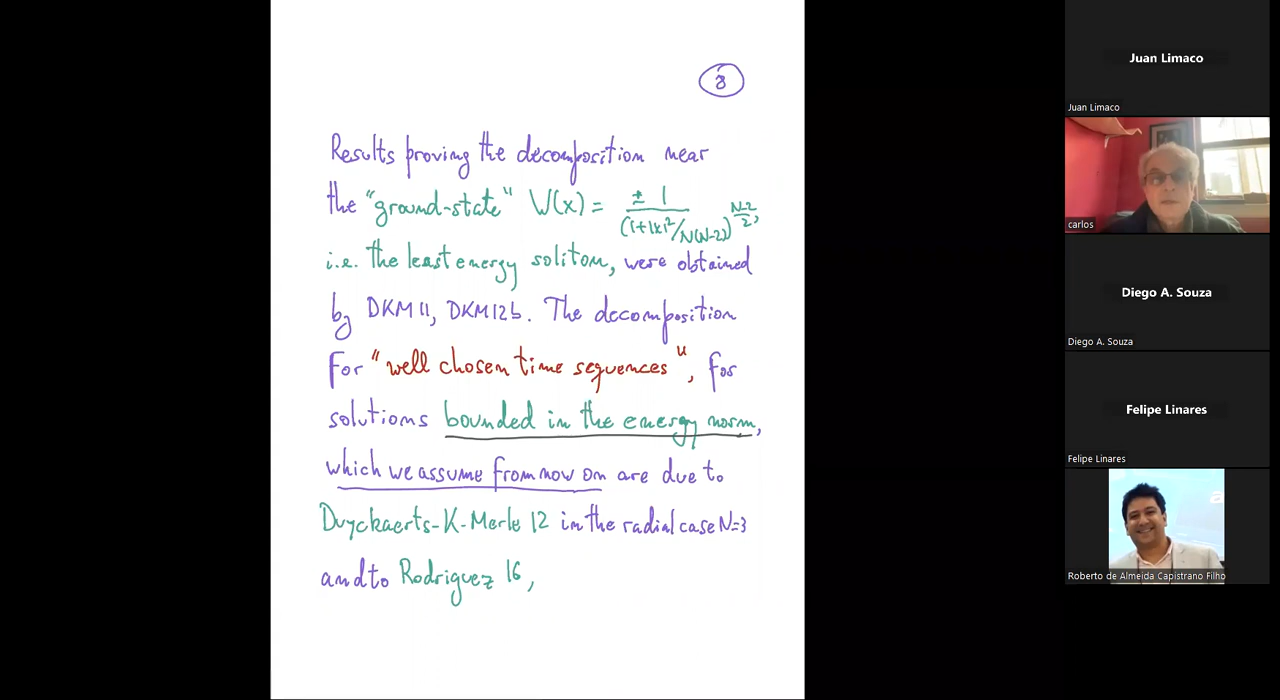 8
Results proving the decomposition near
the "ground-state" W(x) = ± 1 / (1+|x|²/N(N-2))^{(N-2)/2},
i.e. the least energy soliton, were obtained
by DKM11, DKM12b. The decomposition
for "well chosen time sequences", for
solutions bounded in the energy norm,
which we assume from now on are due to
Duyckaerts-K-Merle 12 in the radial case N=3
and to Rodriguez 16,
Juan Limaco
Juan Limaco
carlos
Diego A. Souza
Diego A. Souza
Felipe Linares
Felipe Linares
Roberto de Almeida Capistrano Filho